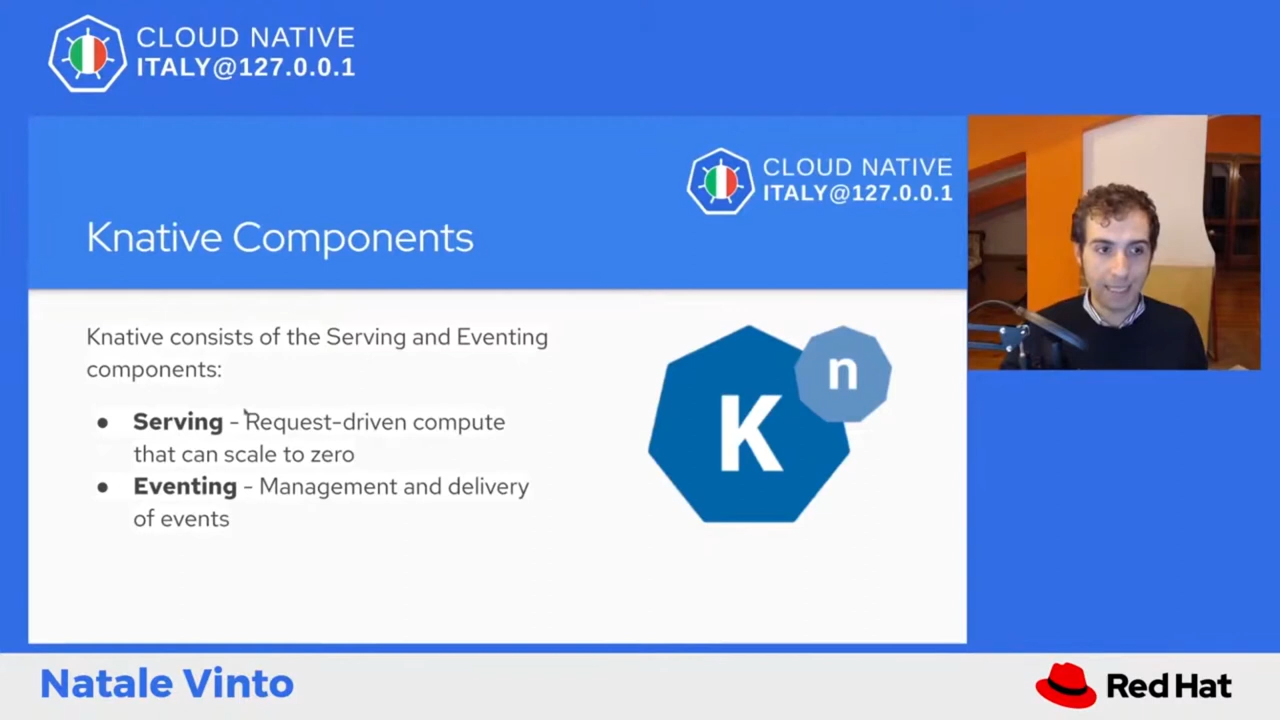 CLOUD NATIVE
ITALY@127.0.0.1
CLOUD NATIVE
ITALY@127.0.0.1
Knative Components
Knative consists of the Serving and Eventing
components:
● Serving - Request-driven compute
that can scale to zero
● Eventing - Management and delivery
of events
K
n
Natale Vinto
Red Hat